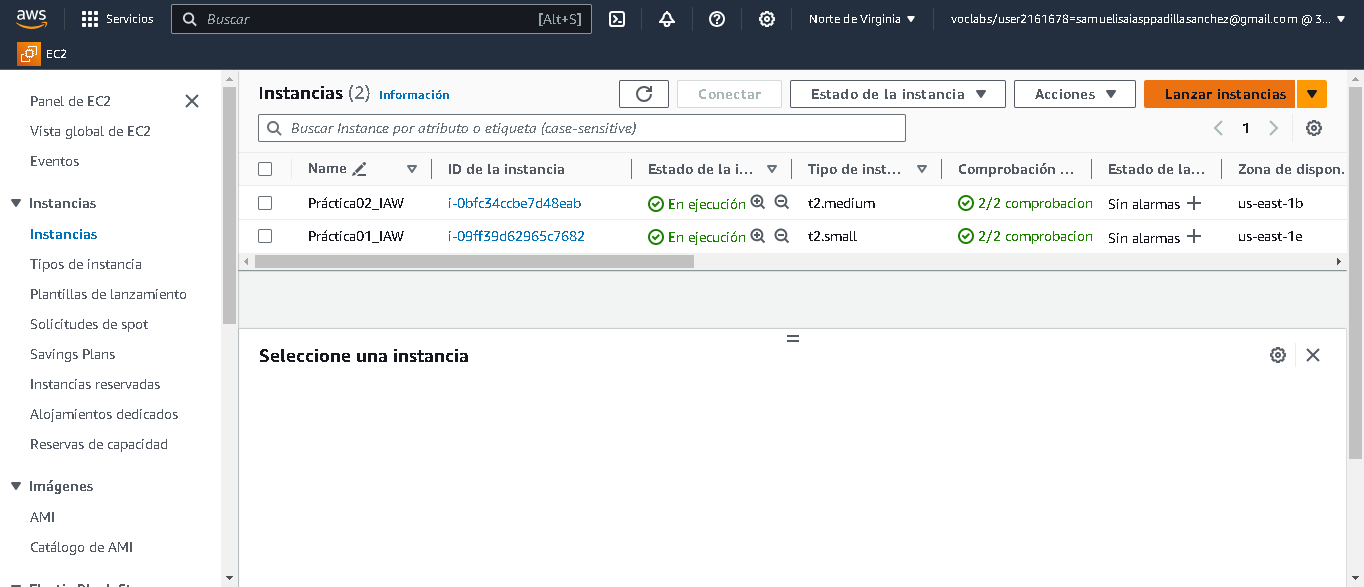 aws Servicios Buscar [Alt+S] Norte de Virginia voclabs/user2161678=samuelisaiasppadillasanchez@gmail.com @ 3...
EC2
Panel de EC2
Vista global de EC2
Eventos
Instancias
Instancias
Tipos de instancia
Plantillas de lanzamiento
Solicitudes de spot
Savings Plans
Instancias reservadas
Alojamientos dedicados
Reservas de capacidad
Imágenes
AMI
Catálogo de AMI
Instancias (2) Información Conectar Estado de la instancia Acciones Lanzar instancias
Buscar Instance por atributo o etiqueta (case-sensitive) 1
Name ID de la instancia Estado de la i... Tipo de inst... Comprobación ... Estado de la... Zona de dispon.
Práctica02_IAW i-0bfc34ccbe7d48eab En ejecución t2.medium 2/2 comprobacion Sin alarmas us-east-1b
Práctica01_IAW i-09ff39d62965c7682 En ejecución t2.small 2/2 comprobacion Sin alarmas us-east-1e
Seleccione una instancia